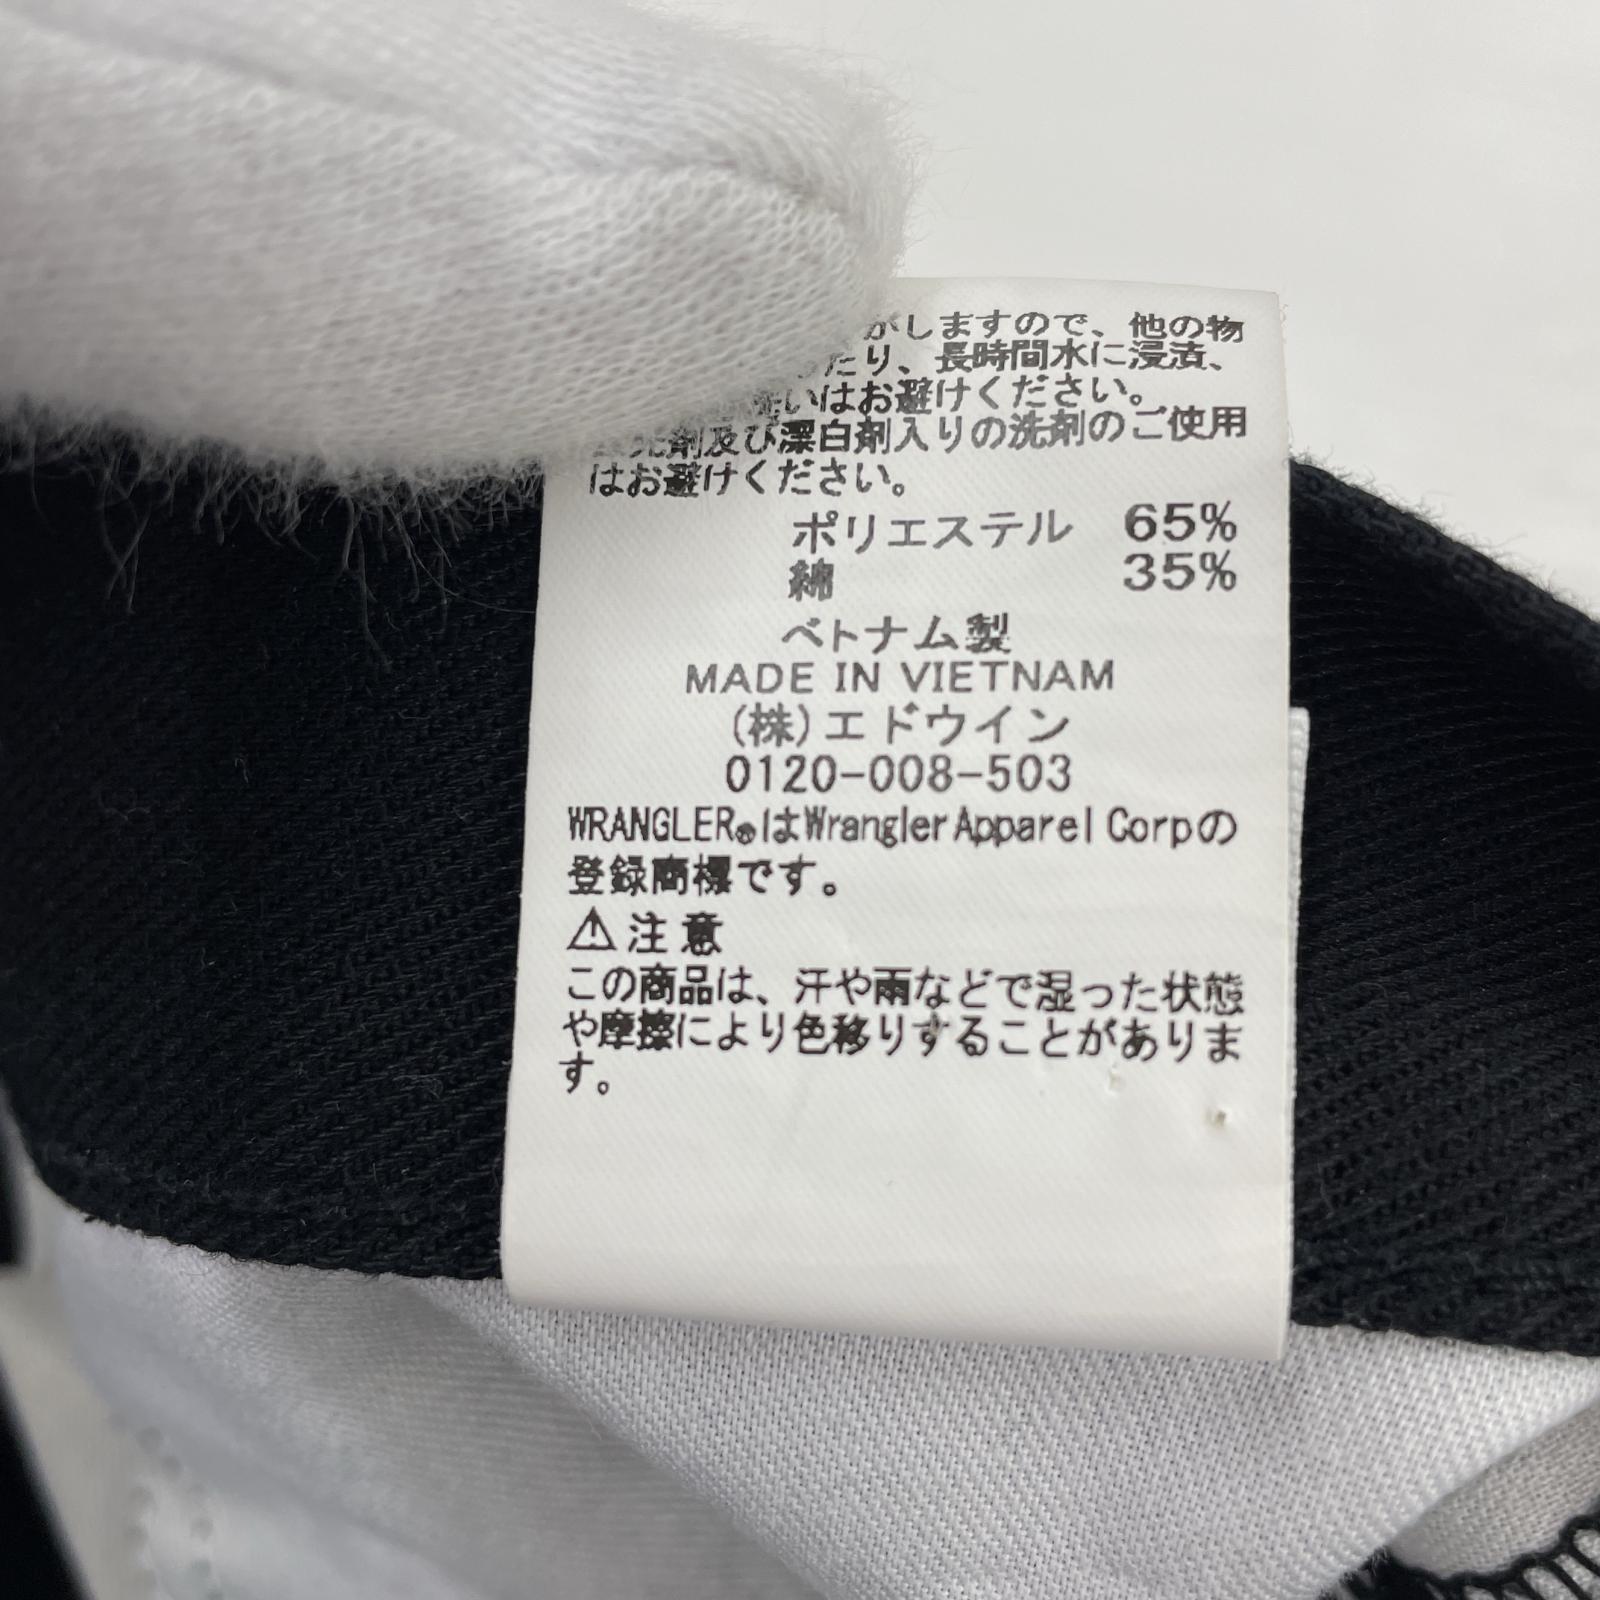 がしますので、他の物
たり、長時間水に浸漬、
洗いはお避けください。
光剤及び漂白剤入りの洗剤のご使用
はお避けください。
ポリエステル 65%
綿 35%
ベトナム製
MADE IN VIETNAM
(株)エドウイン
0120-008-503
WRANGLER®はWrangler Apparel Corpの
登録商標です。
⚠注意
この商品は、汗や雨などで湿った状態
や摩擦により色移りすることがありま
す。